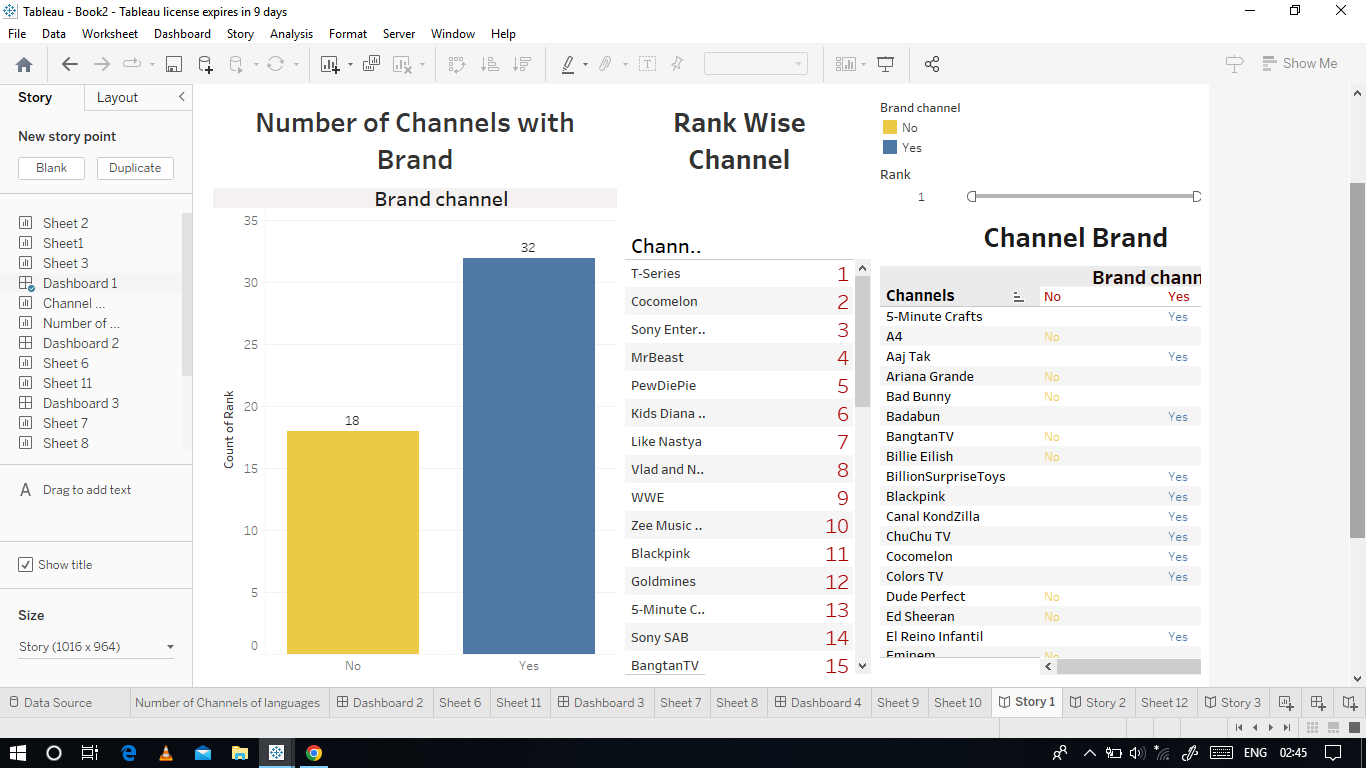 Tableau - Book2 - Tableau license expires in 9 days
File Data Worksheet Dashboard Story Analysis Format Server Window Help
Show Me
Story Layout
New story point
Blank Duplicate
Sheet 2
Sheet1
Sheet 3
Dashboard 1
Channel ...
Number of ...
Dashboard 2
Sheet 6
Sheet 11
Dashboard 3
Sheet 7
Sheet 8
A Drag to add text
Show title
Size
Story (1016 x 964)
Number of Channels with
Brand
Brand channel
Count of Rank
35
30
25
20
15
10
5
0
18
32
No Yes
Rank Wise
Channel
Chann..
T-Series 1
Cocomelon 2
Sony Enter.. 3
MrBeast 4
PewDiePie 5
Kids Diana .. 6
Like Nastya 7
Vlad and N.. 8
WWE 9
Zee Music .. 10
Blackpink 11
Goldmines 12
5-Minute C.. 13
Sony SAB 14
BangtanTV 15
Brand channel
No
Yes
Rank
1
Channel Brand
Brand chann
Channels No Yes
5-Minute Crafts Yes
A4 No
Aaj Tak Yes
Ariana Grande No
Bad Bunny No
Badabun Yes
BangtanTV No
Billie Eilish No
BillionSurpriseToys Yes
Blackpink Yes
Canal KondZilla Yes
ChuChu TV Yes
Cocomelon Yes
Colors TV Yes
Dude Perfect No
Ed Sheeran No
El Reino Infantil Yes
Eminem No
Data Source Number of Channels of languages Dashboard 2 Sheet 6 Sheet 11 Dashboard 3 Sheet 7 Sheet 8 Dashboard 4 Sheet 9 Sheet 10 Story 1 Story 2 Sheet 12 Story 3
ENG 02:45